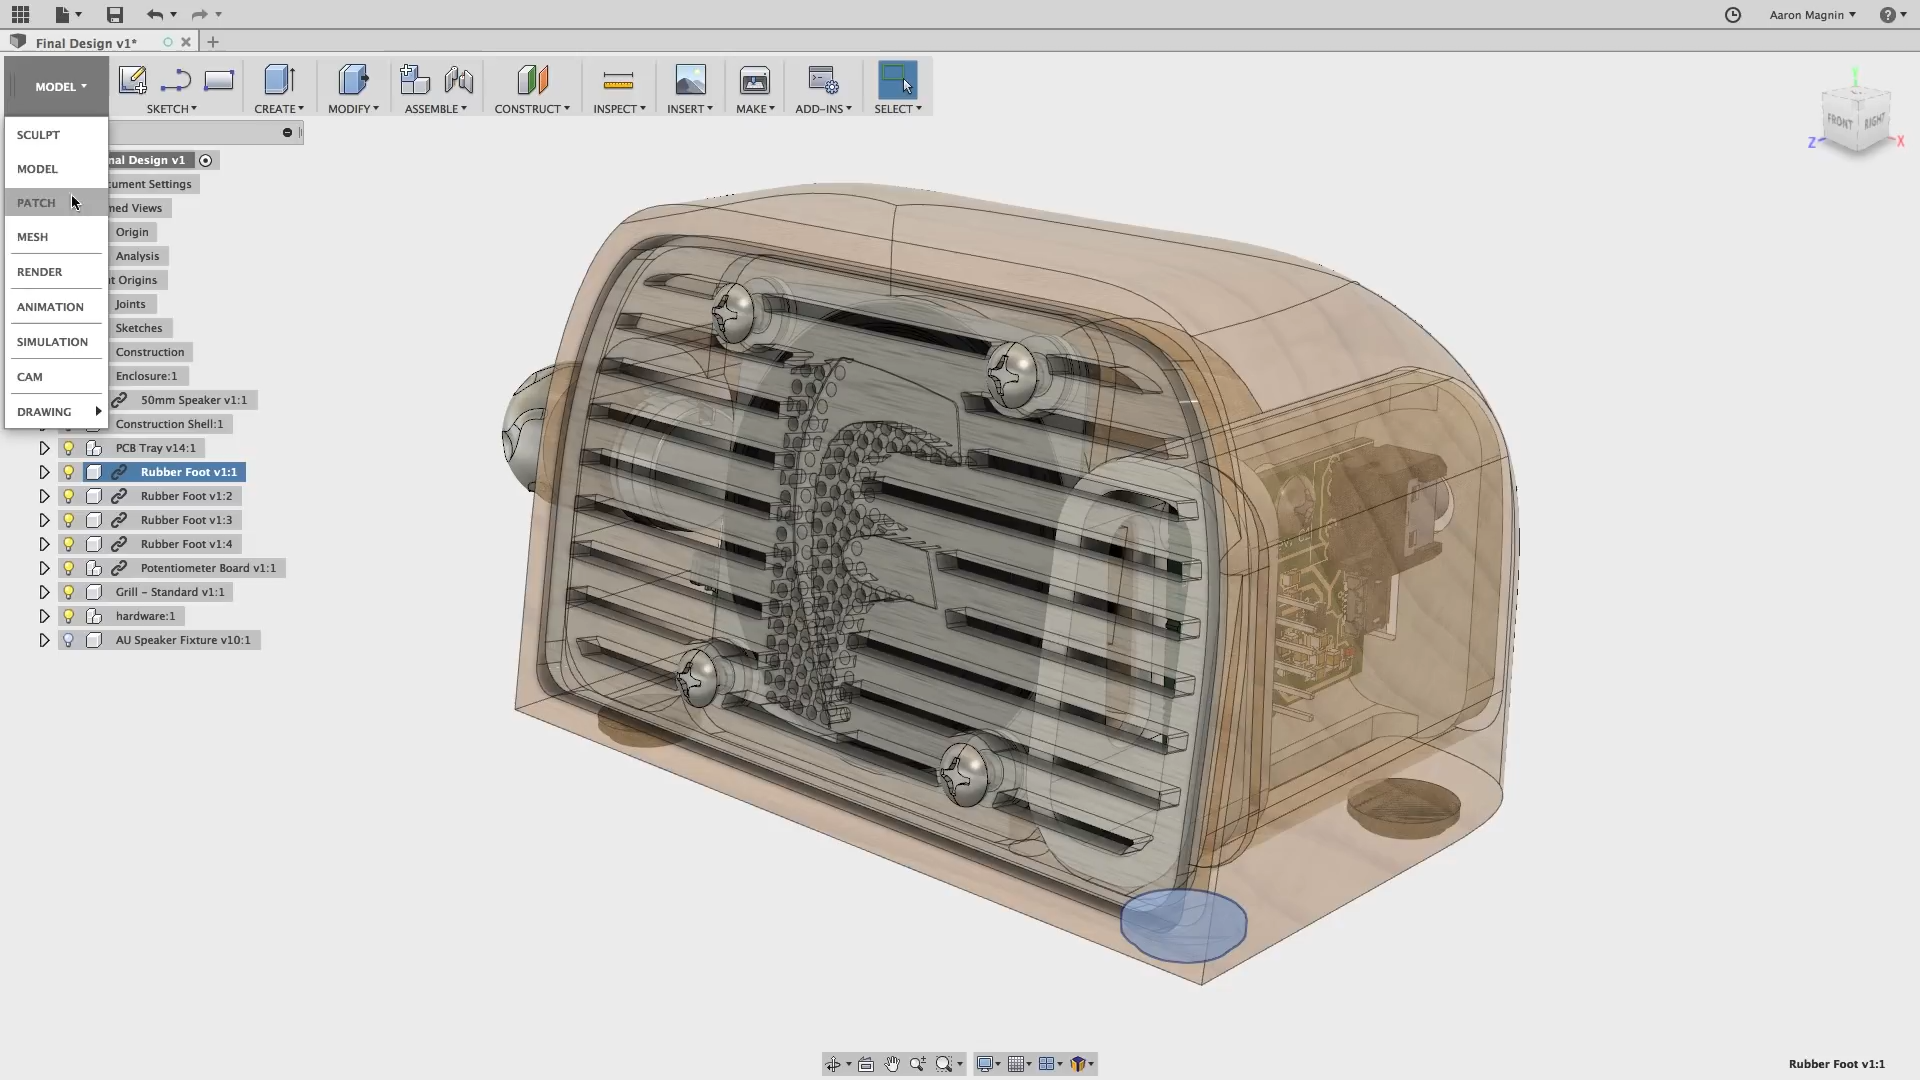 Aaron Magnin
?
Final Design v1*
MODEL
SKETCH
CREATE
MODIFY
ASSEMBLE
CONSTRUCT
INSPECT
INSERT
MAKE
ADD-INS
SELECT
Y
FRONT
RIGHT
Z
X
SCULPT
MODEL
PATCH
MESH
RENDER
ANIMATION
SIMULATION
CAM
DRAWING
nal Design v1
cument Settings
med Views
Origin
Analysis
t Origins
Joints
Sketches
Construction
Enclosure:1
50mm Speaker v1:1
Construction Shell:1
PCB Tray v14:1
Rubber Foot v1:1
Rubber Foot v1:2
Rubber Foot v1:3
Rubber Foot v1:4
Potentiometer Board v1:1
Grill – Standard v1:1
hardware:1
AU Speaker Fixture v10:1
Rubber Foot v1:1